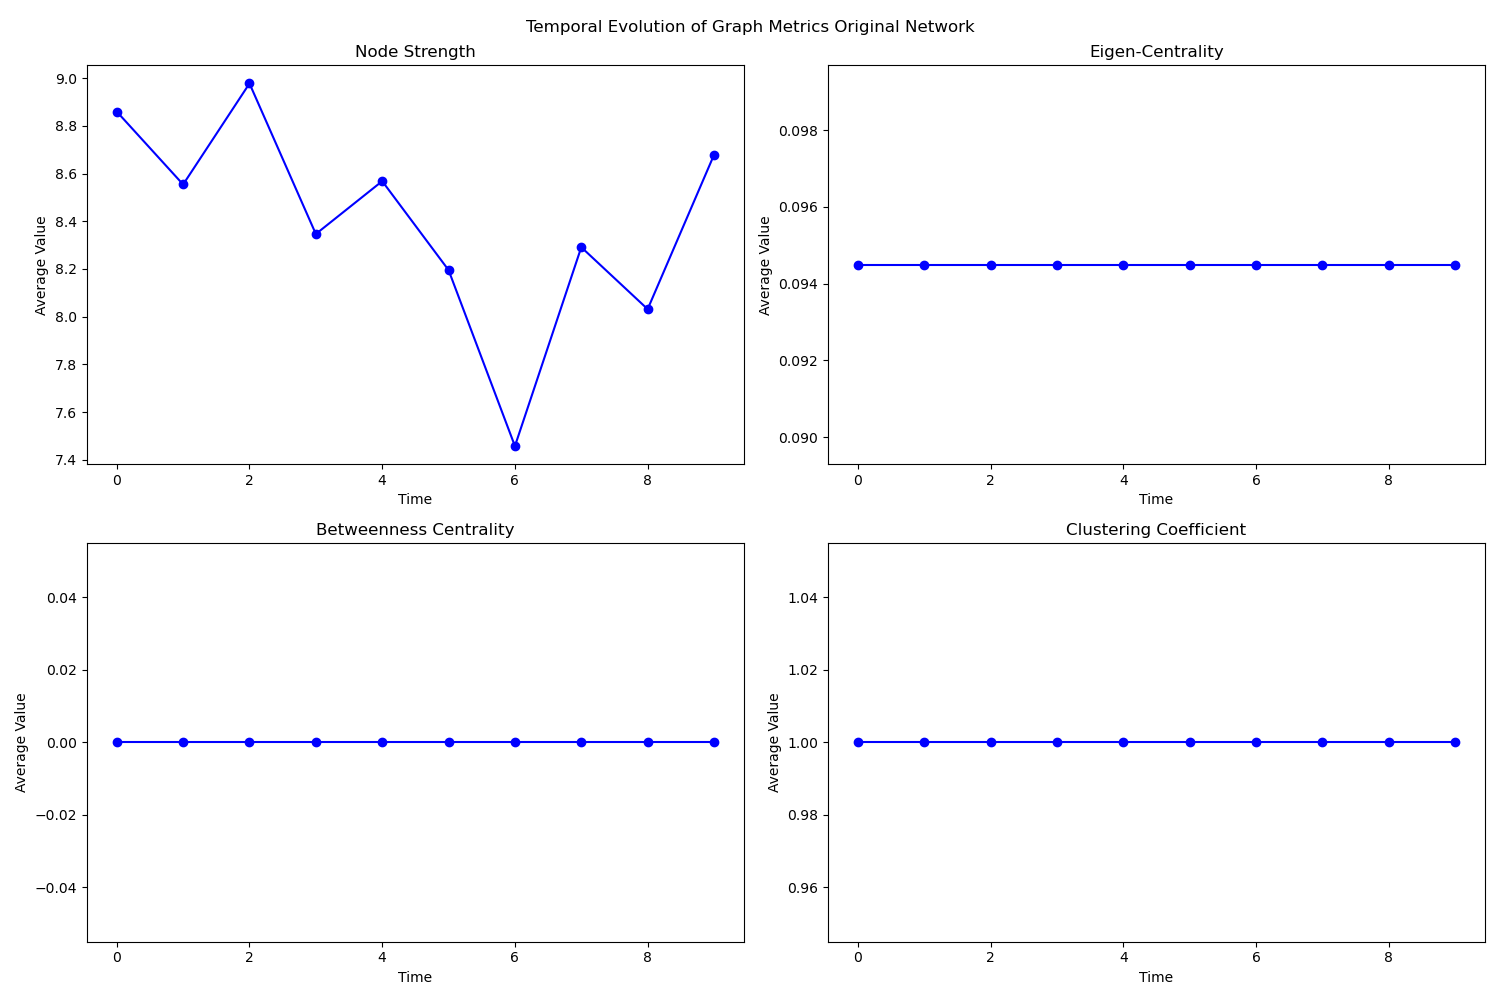 Temporal Evolution of Graph Metrics Original Network
Node Strength
9.0
8.8
8.6
8.4
8.2
8.0
7.8
7.6
7.4
Average Value
0 2 4 6 8
Time
Eigen-Centrality
0.098
0.096
0.094
0.092
0.090
Average Value
0 2 4 6 8
Time
Betweenness Centrality
0.04
0.02
0.00
−0.02
−0.04
Average Value
0 2 4 6 8
Time
Clustering Coefficient
1.04
1.02
1.00
0.98
0.96
Average Value
0 2 4 6 8
Time